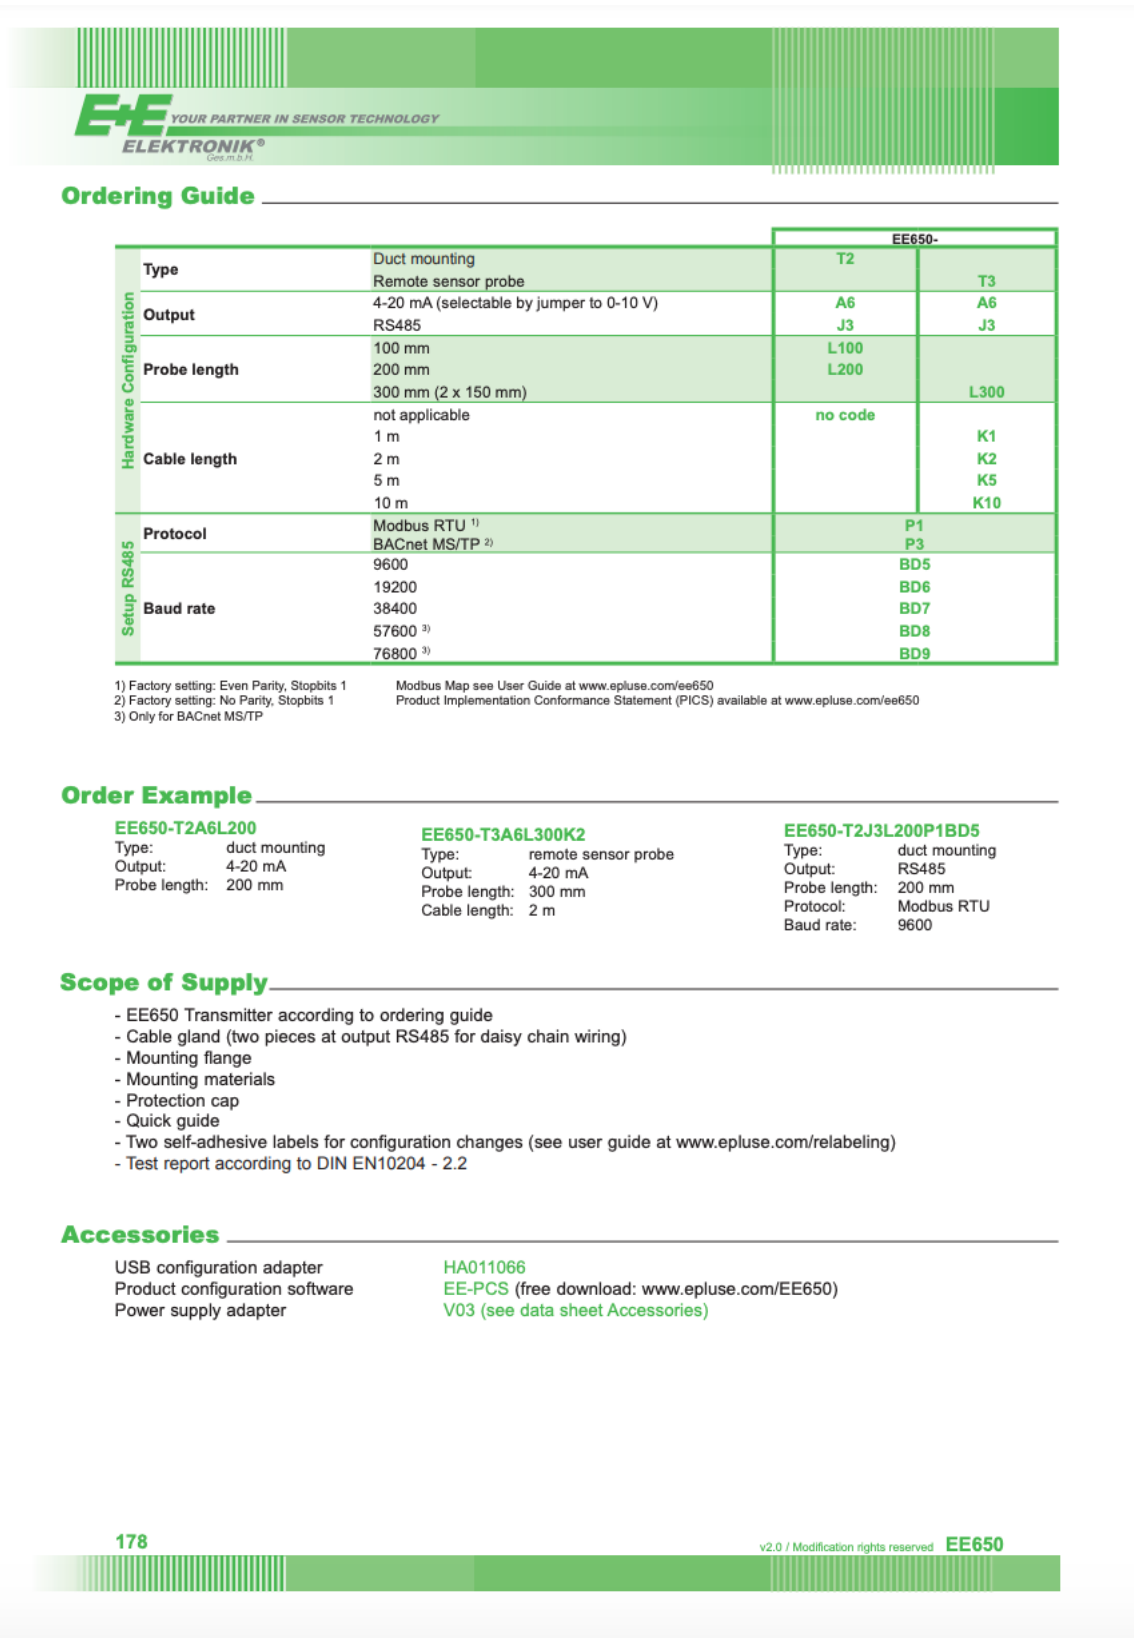 E+E YOUR PARTNER IN SENSOR TECHNOLOGY
ELEKTRONIK®
Ges.m.b.H.
Ordering Guide
EE650-
Hardware Configuration
Type Duct mounting T2
Remote sensor probe T3
Output 4-20 mA (selectable by jumper to 0-10 V) A6 A6
RS485 J3 J3
Probe length 100 mm L100
200 mm L200
300 mm (2 x 150 mm) L300
Cable length not applicable no code
1 m K1
2 m K2
5 m K5
10 m K10
Setup RS485
Protocol Modbus RTU 1) P1
BACnet MS/TP 2) P3
Baud rate 9600 BD5
19200 BD6
38400 BD7
57600 3) BD8
76800 3) BD9
1) Factory setting: Even Parity, Stopbits 1 Modbus Map see User Guide at www.epluse.com/ee650
2) Factory setting: No Parity, Stopbits 1 Product Implementation Conformance Statement (PICS) available at www.epluse.com/ee650
3) Only for BACnet MS/TP
Order Example
EE650-T2A6L200
Type: duct mounting
Output: 4-20 mA
Probe length: 200 mm
EE650-T3A6L300K2
Type: remote sensor probe
Output: 4-20 mA
Probe length: 300 mm
Cable length: 2 m
EE650-T2J3L200P1BD5
Type: duct mounting
Output: RS485
Probe length: 200 mm
Protocol: Modbus RTU
Baud rate: 9600
Scope of Supply
- EE650 Transmitter according to ordering guide
- Cable gland (two pieces at output RS485 for daisy chain wiring)
- Mounting flange
- Mounting materials
- Protection cap
- Quick guide
- Two self-adhesive labels for configuration changes (see user guide at www.epluse.com/relabeling)
- Test report according to DIN EN10204 - 2.2
Accessories
USB configuration adapter HA011066
Product configuration software EE-PCS (free download: www.epluse.com/EE650)
Power supply adapter V03 (see data sheet Accessories)
178 v2.0 / Modification rights reserved EE650